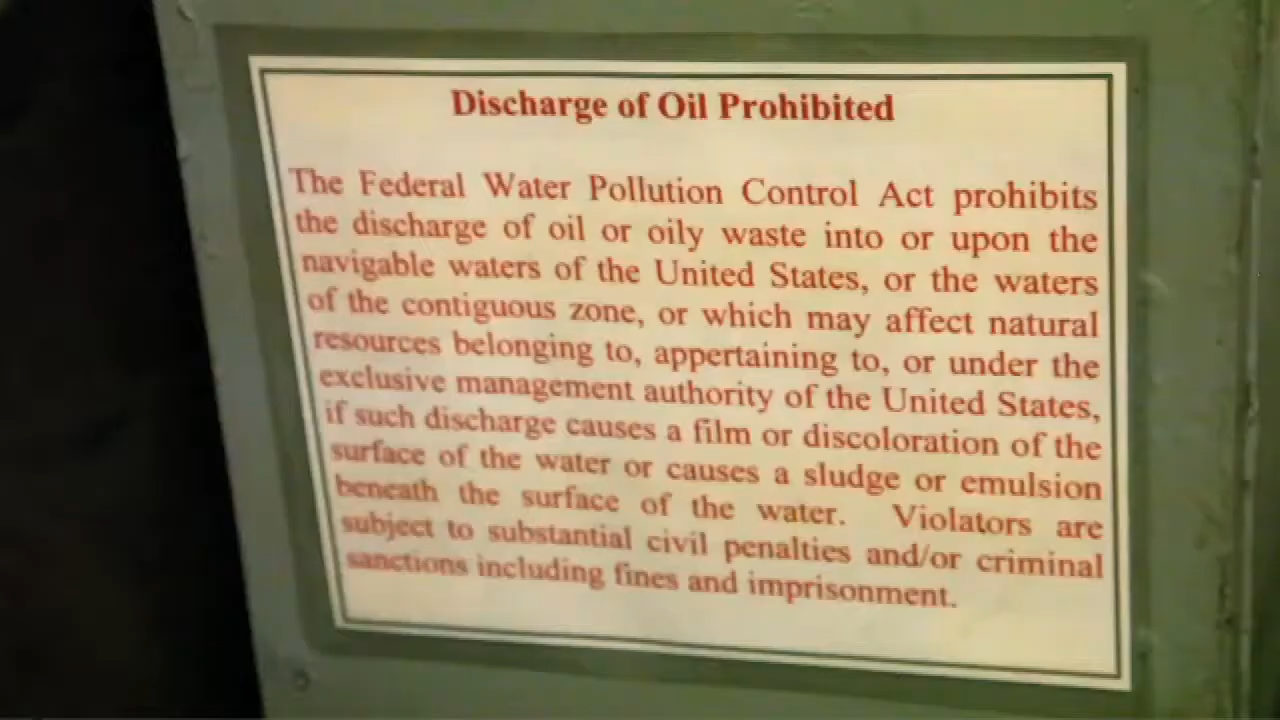 Discharge of Oil Prohibited
The Federal Water Pollution Control Act prohibits
the discharge of oil or oily waste into or upon the
navigable waters of the United States, or the waters
of the contiguous zone, or which may affect natural
resources belonging to, appertaining to, or under the
exclusive management authority of the United States,
if such discharge causes a film or discoloration of the
surface of the water or causes a sludge or emulsion
beneath the surface of the water. Violators are
subject to substantial civil penalties and/or criminal
sanctions including fines and imprisonment.